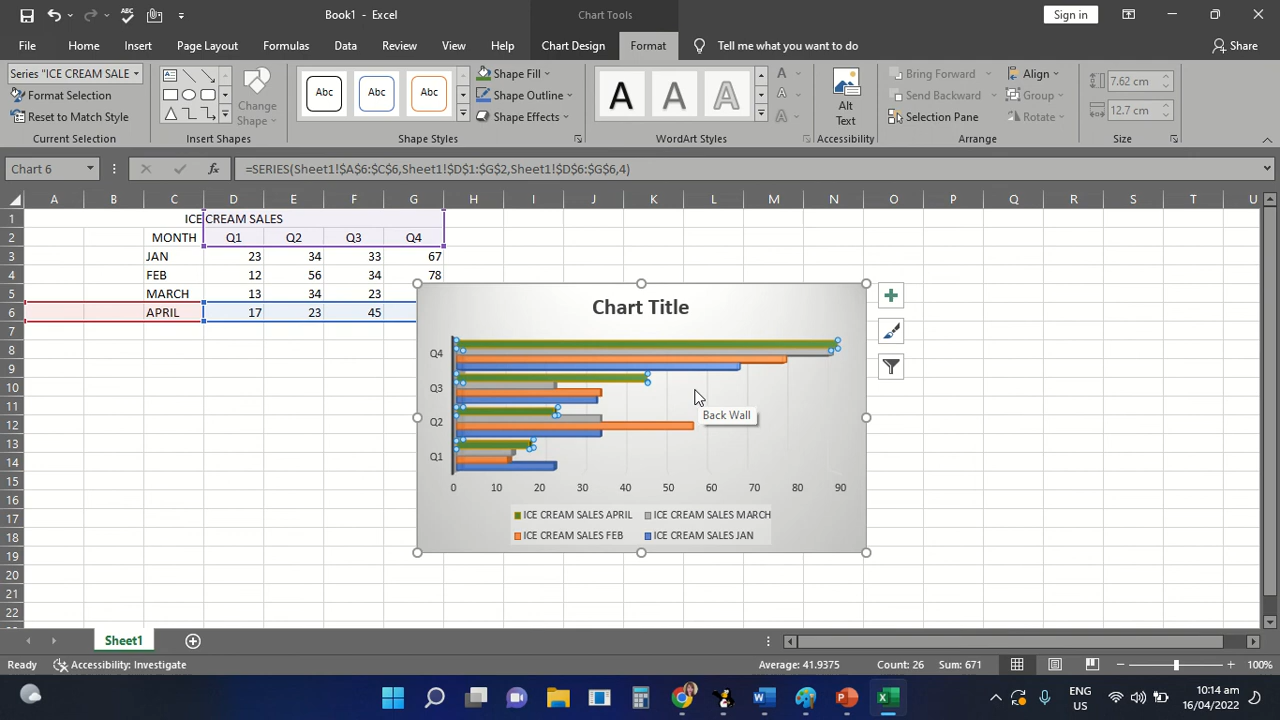 Book1 - Excel
Chart Tools
Sign in
File Home Insert Page Layout Formulas Data Review View Help Chart Design Format Tell me what you want to do Share
Series "ICE CREAM SALE
Format Selection
Reset to Match Style
Current Selection
Change Shape
Insert Shapes
Abc Abc Abc
Shape Fill
Shape Outline
Shape Effects
Shape Styles
A A A
A
A
A
WordArt Styles
Alt Text
Accessibility
Bring Forward
Send Backward
Selection Pane
Align
Group
Rotate
Arrange
7.62 cm
12.7 cm
Size
Chart 6
fx
=SERIES(Sheet1!$A$6:$C$6,Sheet1!$D$1:$G$2,Sheet1!$D$6:$G$6,4)
A B C D E F G H I J K L M N O P Q R S T U
1 ICE CREAM SALES
2 MONTH Q1 Q2 Q3 Q4
3 JAN 23 34 33 67
4 FEB 12 56 34 78
5 MARCH 13 34 23
6 APRIL 17 23 45
7
8
9
10
11
12
13
14
15
16
17
18
19
20
21
22
Chart Title
Q4
Q3
Q2
Q1
Back Wall
0 10 20 30 40 50 60 70 80 90
ICE CREAM SALES APRIL ICE CREAM SALES MARCH
ICE CREAM SALES FEB ICE CREAM SALES JAN
Sheet1
Ready Accessibility: Investigate Average: 41.9375 Count: 26 Sum: 671 100%
ENG
US
10:14 am
16/04/2022